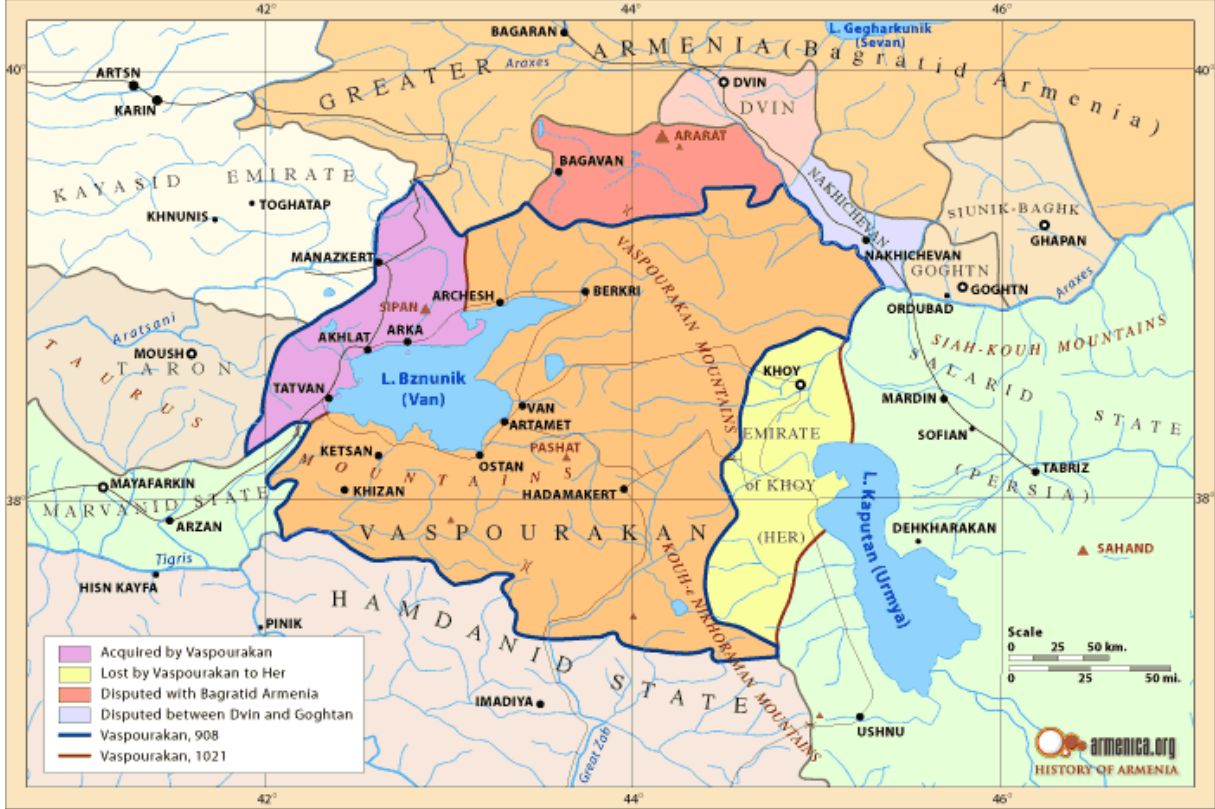 42°
44°
46°
L. Gegharkunik
(Sevan)
BAGARAN
GREATER ARMENIA (Bagratid Armenia)
Araxes
40°
40°
ARTSN
KARIN
DVIN
DVIN
ARARAT
BAGAVAN
KAYASID EMIRATE
TOGHATAP
KHNUNIS
NAKHICHEVAN
SIUNIK-BAGHK
GHAPAN
VASPOURAKAN MOUNTAINS
MANAZKERT
NAKHICHEVAN
GOGHTN
GOGHTN
Araxes
SIPAN
ARCHESH
BERKRI
ORDUBAD
Aratsani
AKHLAT
ARKA
SIAH-KOUH MOUNTAINS
MOUSH
TARON
TAURUS MOUNTAINS
L. Bznunik
(Van)
KHOY
SALARID STATE
(PERSIA)
TATVAN
MARDIN
VAN
ARTAMET
SOFIAN
EMIRATE
of KHOY
(HER)
KETSAN
PASHAT
OSTAN
TABRIZ
MAYAFARKIN
KHIZAN
HADAMAKERT
38°
38°
MARVANID STATE
ARZAN
VASPOURAKAN
L. Kaputan (Urmya)
DEHKHARAKAN
SAHAND
Tigris
KOUH-e NIKHORAMAN MOUNTAINS
HISN KAYFA
HAMDANID STATE
PINIK
Scale
0 25 50 km.
0 25 50 mi.
Acquired by Vaspourakan
Lost by Vaspourakan to Her
Disputed with Bagratid Armenia
Disputed between Dvin and Goghtan
Vaspourakan, 908
Vaspourakan, 1021
IMADIYA
Great Zab
USHNU
armenica.org
HISTORY OF ARMENIA
42°
44°
46°